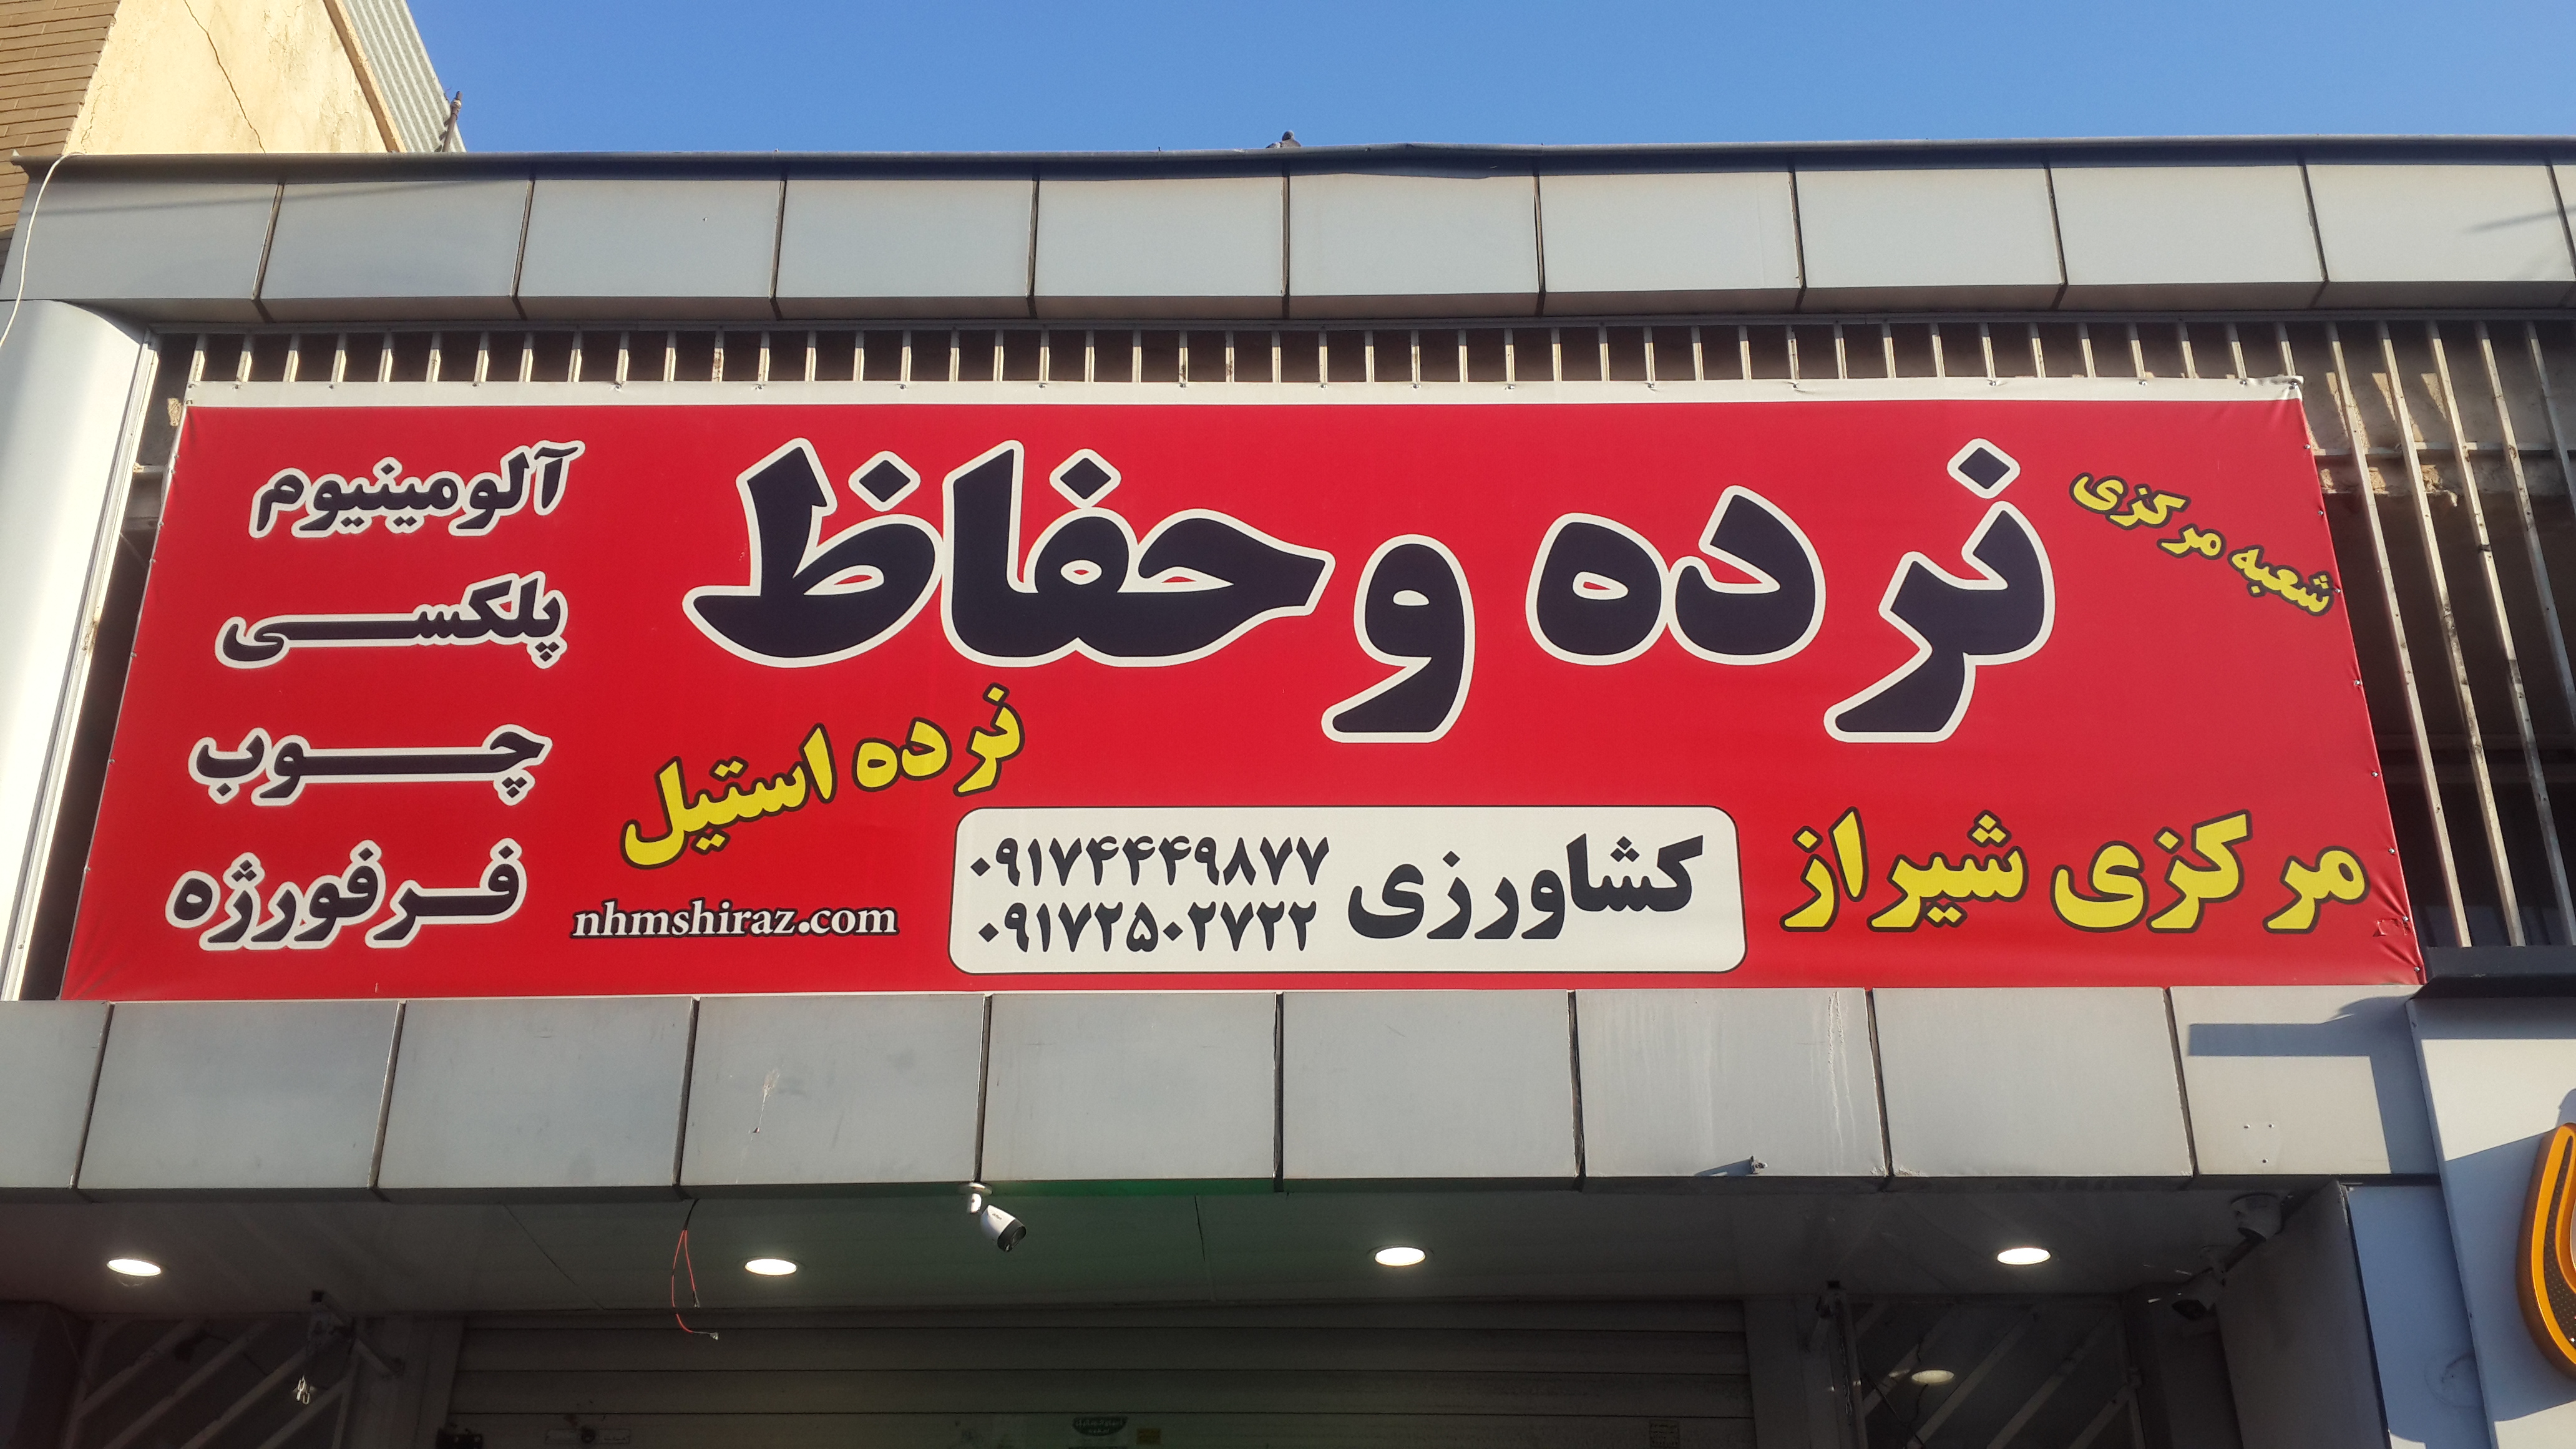 شعبه مرکزی
نرده و حفاظ
مرکزی شیراز
نرده استیل
کشاورزی
۰۹۱۷۴۴۴۹۸۷۷
۰۹۱۷۲۵۰۲۷۲۲
nhmshiraz.com
آلومینیوم
پلکسی
چوب
فرفورژه